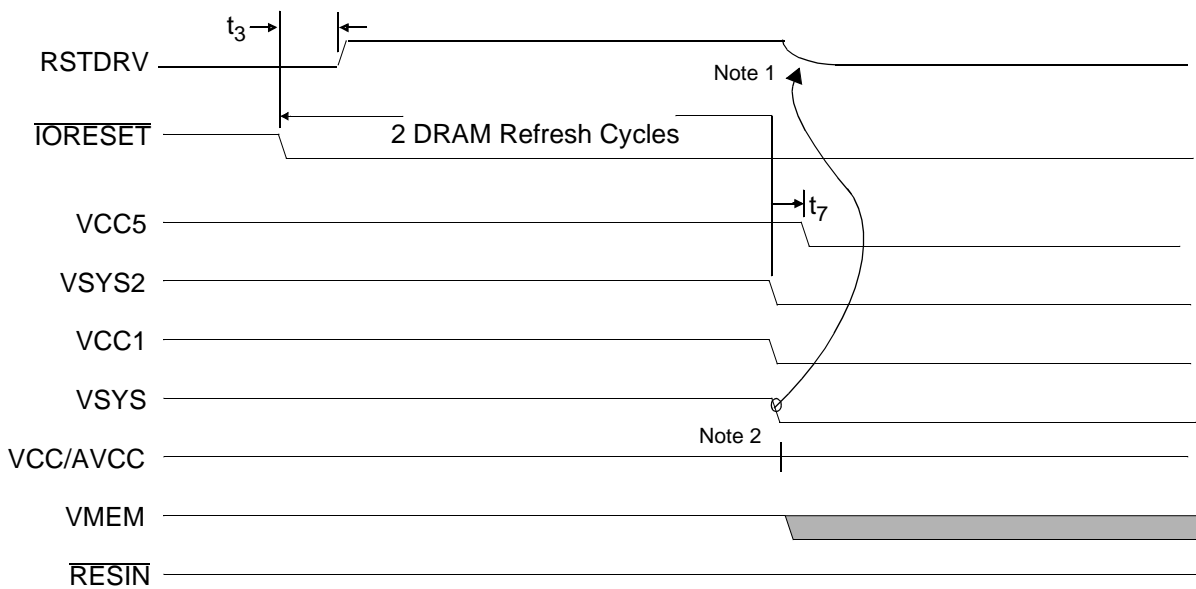 t3
RSTDRV
Note 1
IORESET
2 DRAM Refresh Cycles
VCC5
t7
VSYS2
VCC1
VSYS
Note 2
VCC/AVCC
VMEM
RESIN